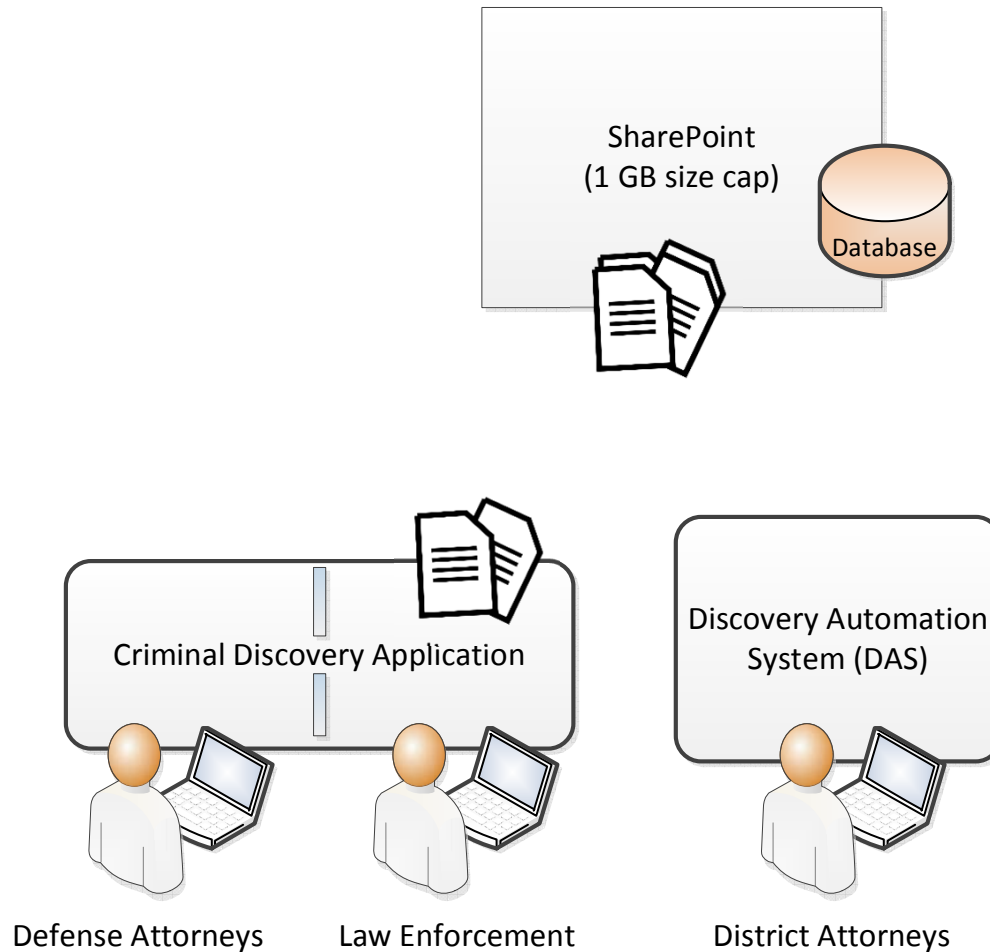 SharePoint
(1 GB size cap)
Database
Criminal Discovery Application
Discovery Automation
System (DAS)
Defense Attorneys
Law Enforcement
District Attorneys